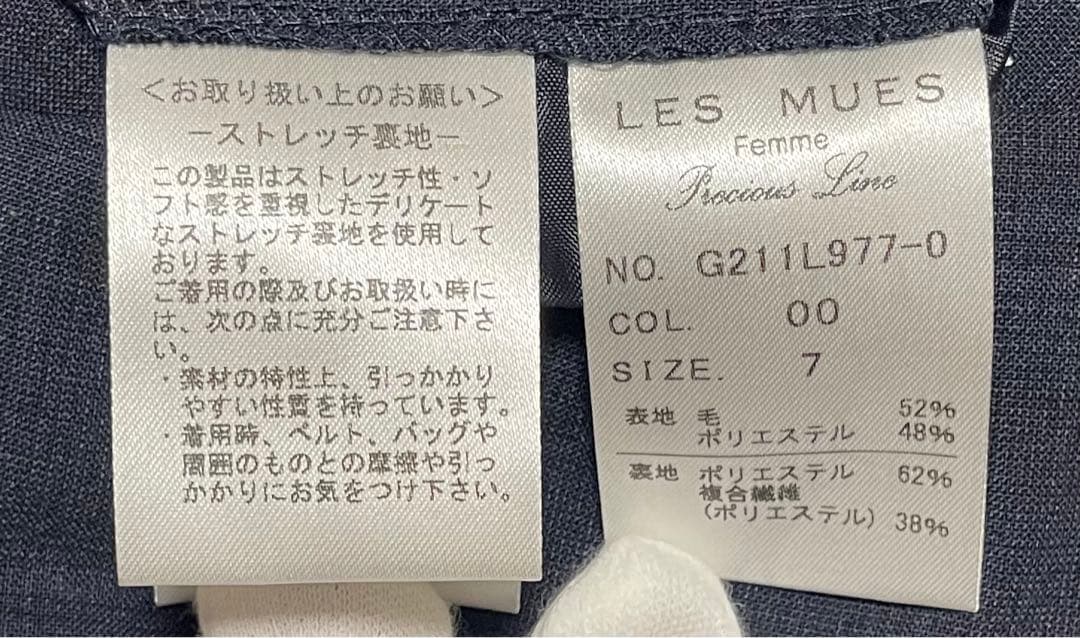 <お取り扱い上のお願い>
－ストレッチ裏地－
この製品はストレッチ性・ソ
フト感を重視したデリケート
なストレッチ裏地を使用して
おります。
ご着用の際及びお取扱い時に
は、次の点に充分ご注意下さ
い。
・素材の特性上、引っかかり
やすい性質を持っています。
・着用時、ベルト、バッグや
周囲のものとの摩擦や引っ
かかりにお気をつけ下さい。
LES MUES
Femme
Precious Line
NO. G211L977-0
COL. 00
SIZE. 7
表地 毛 52%
ポリエステル 48%
裏地 ポリエステル 62%
複合繊維
(ポリエステル) 38%